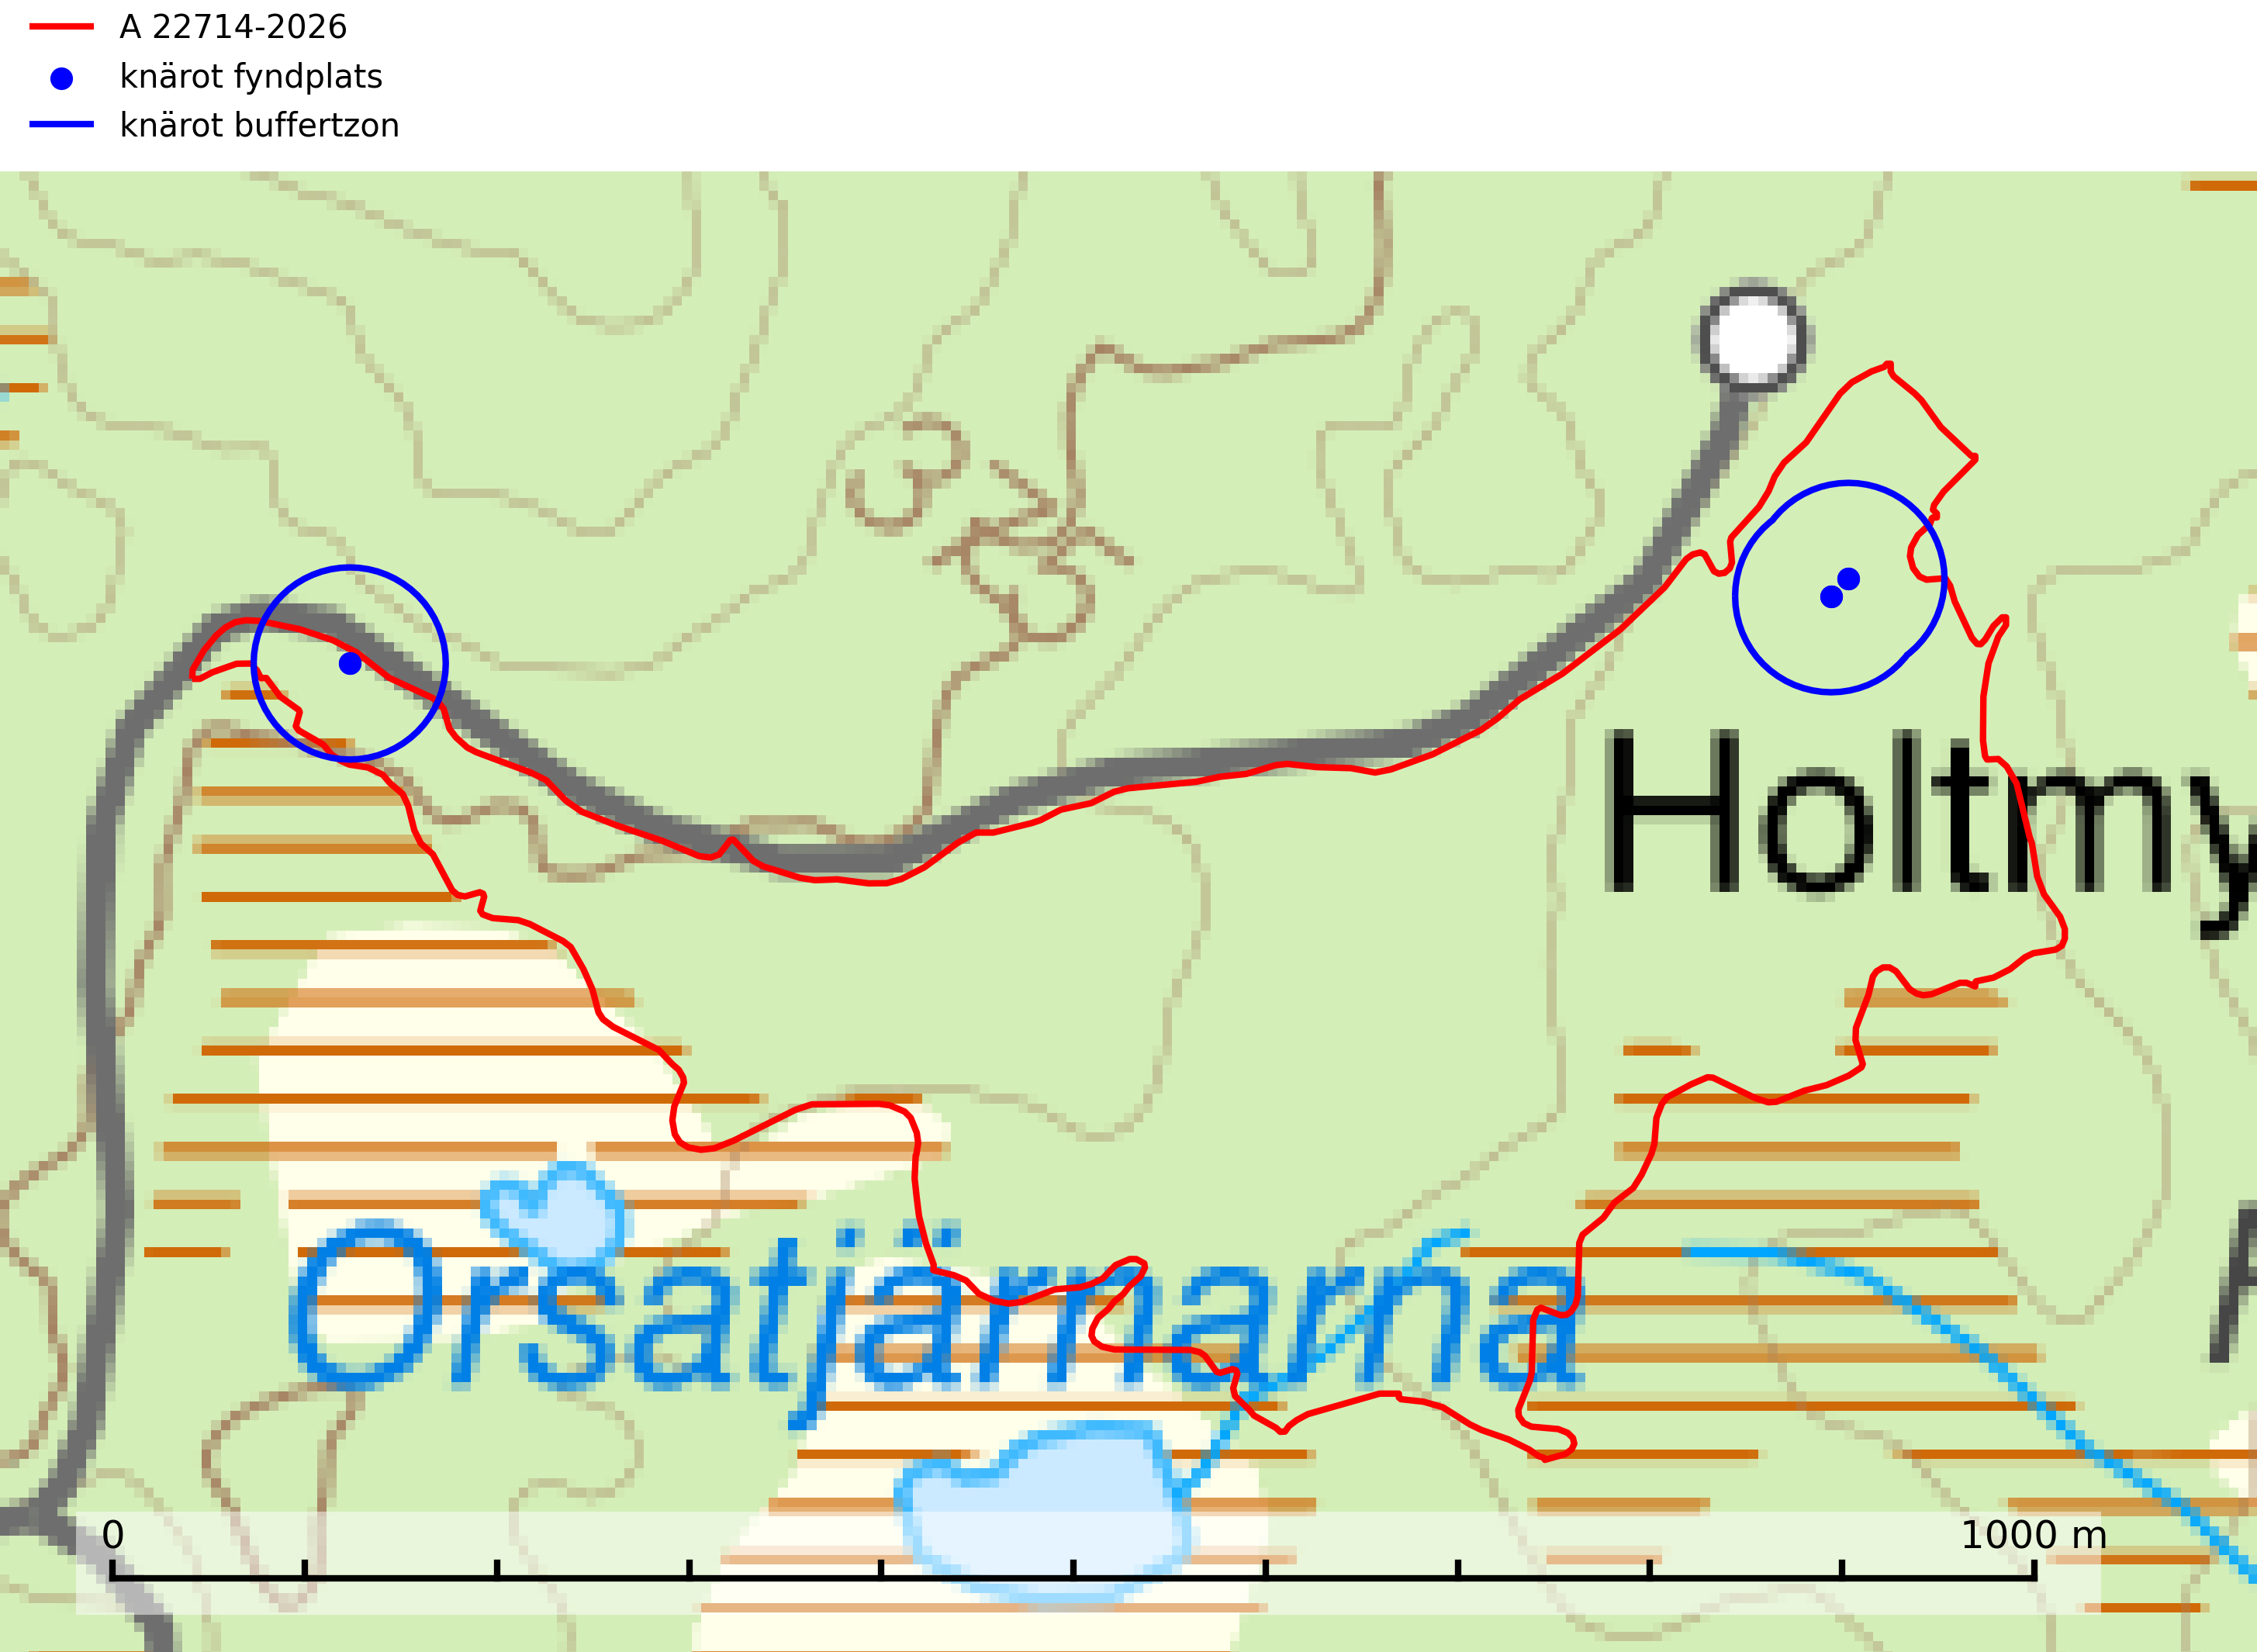 A 22714-2026
knärot fyndplats
knärot buffertzon
Holtmy
Orsatjärnarna
0
1000 m